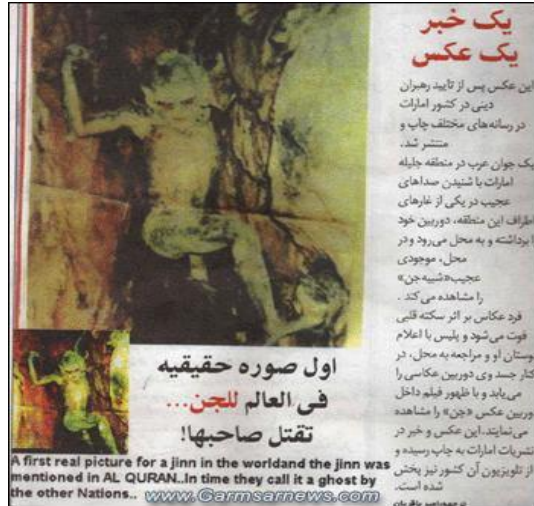 یک خبر
یک عکس
این عکس پس از تایید رهبران
دینی در کشور امارات
در رسانه های مختلف چاپ و
منتشر شد.
یک جوان عرب در منطقه جلیله
امارات با شنیدن صداهای
عجیب در یکی از غارهای
اطراف این منطقه، دوربین خود
را برداشته و به محل می‌رود و در
محل، موجودی
عجیب «شبیه جن»
را مشاهده می کند .
فرد عکاس بر اثر سکته قلبی
فوت می‌شود و پلیس با اعلام
دوستان او و مراجعه به محل، در
کنار جسد وی دوربین عکاسی را
می‌یابد و با ظهور فیلم داخل
دوربین عکس «جن» را مشاهده
می‌نمایند. این عکس و خبر در
نشریات امارات به چاپ رسیده و
از تلویزیون آن کشور نیز پخش
شده است.
اول صوره حقيقيه
فى العالم للجن...
تقتل صاحبها!
A first real picture for a jinn in the worldand the jinn was
mentioned in AL QURAN..In time they call it a ghost by
the other Nations..
www.Garmsarnews.com